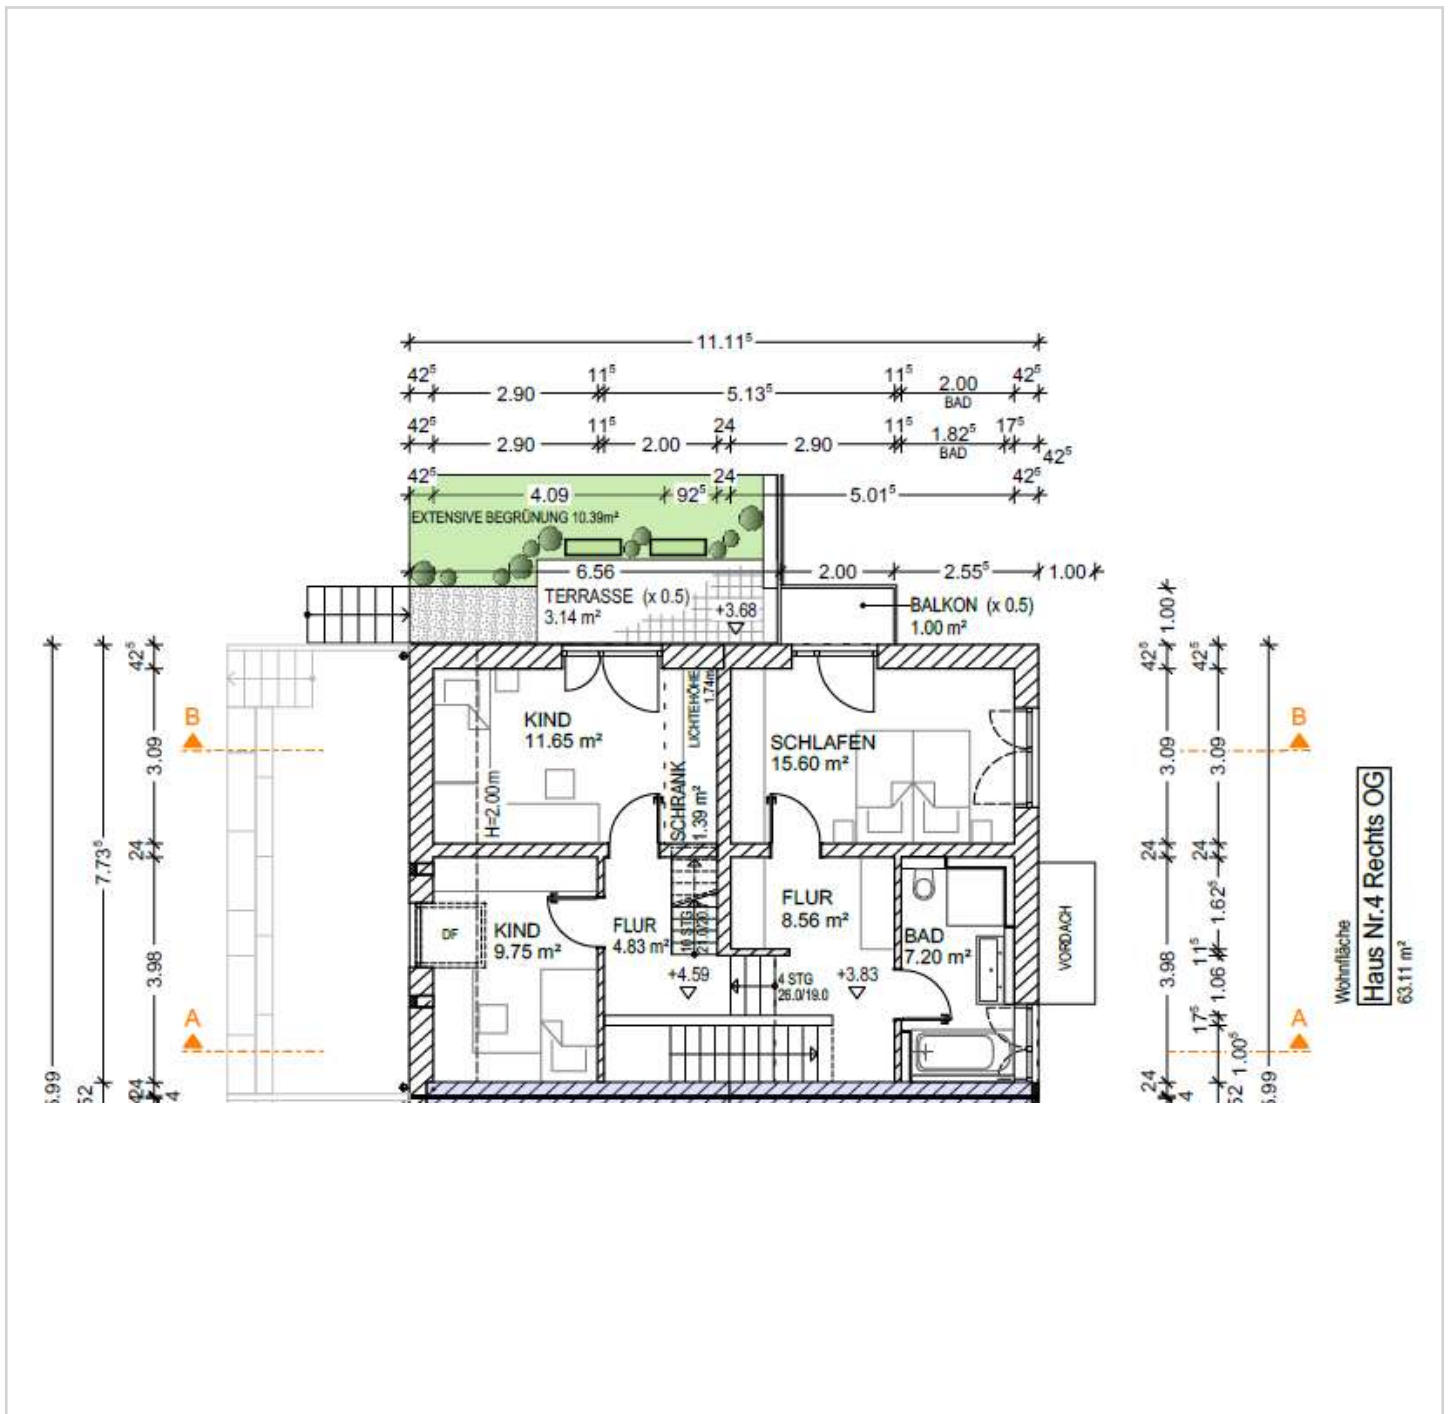 11.11⁵
42⁵ 2.90 11⁵ 5.13⁵ 11⁵ 2.00 42⁵
BAD
42⁵ 2.90 11⁵ 2.00 24 2.90 11⁵ 1.82⁵ 17⁵
BAD
42⁵
42⁵ 4.09 92⁵ 24 5.01⁵ 42⁵
EXTENSIVE BEGRÜNUNG 10.39m²
6.56 2.00 2.55⁵ 1.00
TERRASSE (x 0.5)
3.14 m²
+3.68
BALKON (x 0.5)
1.00 m²
1.00
42⁵ 42⁵ 42⁵
LICHTEHÖHE
1.74m
KIND
11.65 m²
SCHLAFEN
15.60 m²
B B
3.09 3.09 3.09
H=2.00m
SCHRANK
1.39 m²
24 24 24
7.73⁵
DF
KIND
9.75 m²
FLUR
4.83 m²
16 STG
21.0/20
FLUR
8.56 m²
BAD
7.20 m²
VORDACH
1.62⁵
11⁵
3.98 3.98 1.06
+4.59
4 STG
26.0/19.0
+3.83
17⁵
A A
1.00⁵
24 24
Wohnfläche
Haus Nr.4 Rechts OG
63.11 m²